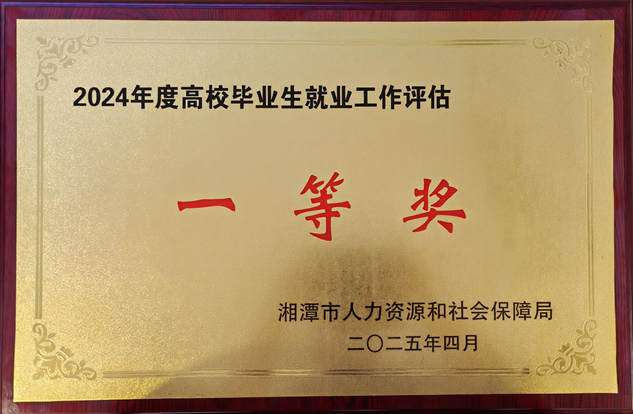 2024年度高校毕业生就业工作评估
一等奖
湘潭市人力资源和社会保障局
二〇二五年四月